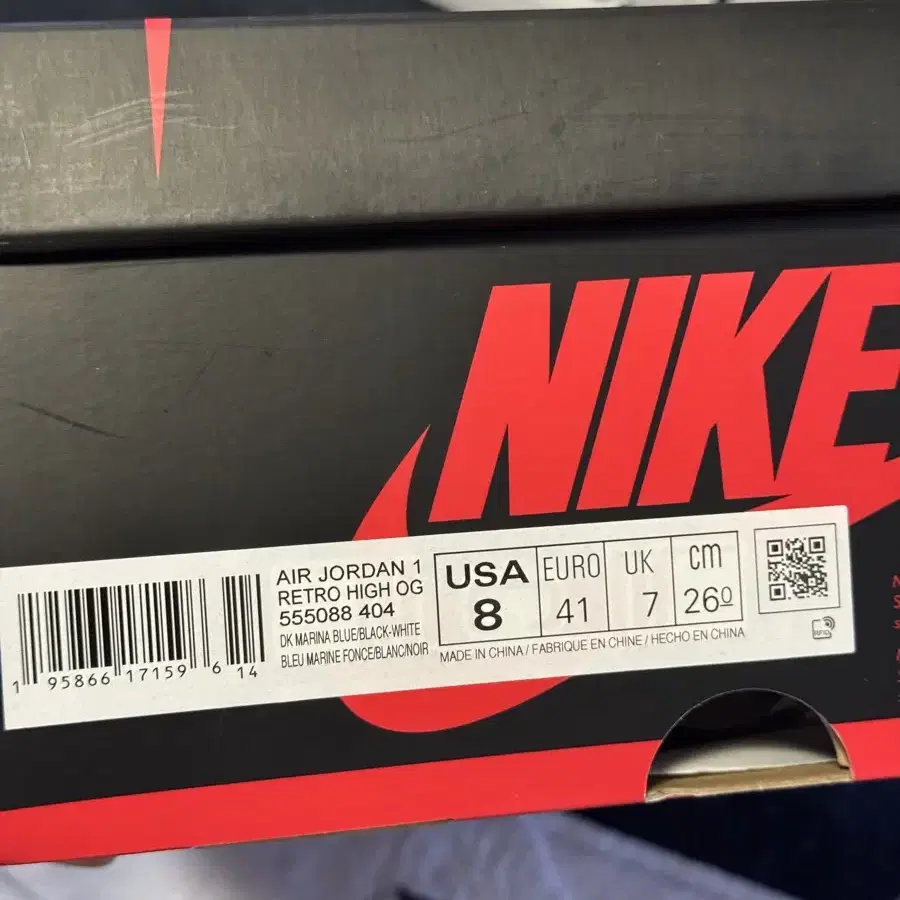 NIKE
AIR JORDAN 1
RETRO HIGH OG
555088 404
DK MARINA BLUE/BLACK-WHITE
BLEU MARINE FONCE/BLANC/NOIR
1 95866 17159 6 14
USA EURO UK cm
8 41 7 260
MADE IN CHINA / FABRIQUE EN CHINE / HECHO EN CHINA